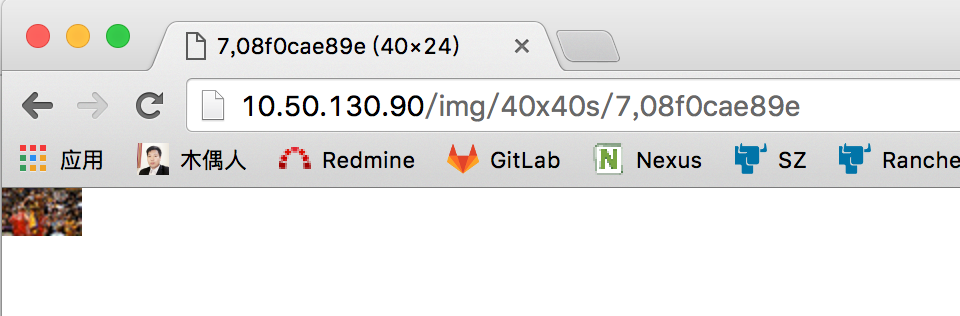 7,08f0cae89e (40×24)
10.50.130.90/img/40x40s/7,08f0cae89e
应用 木偶人 Redmine GitLab N Nexus SZ Ranche